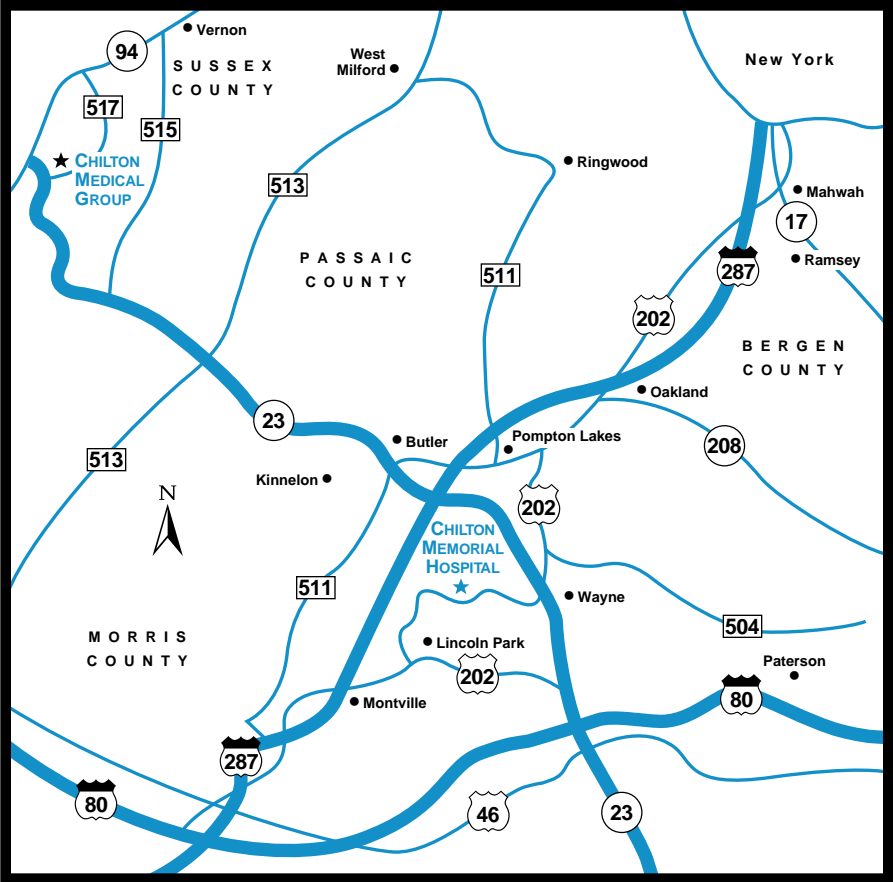 Vernon
94
West
Milford
New York
SUSSEX
COUNTY
517
515
CHILTON
MEDICAL
GROUP
Ringwood
513
Mahwah
17
PASSAIC
COUNTY
Ramsey
287
511
202
BERGEN
COUNTY
Oakland
23
Butler
Pompton Lakes
208
513
Kinnelon
N
202
CHILTON
MEMORIAL
HOSPITAL
511
Wayne
504
MORRIS
COUNTY
Lincoln Park
Paterson
202
80
Montville
287
80
46
23